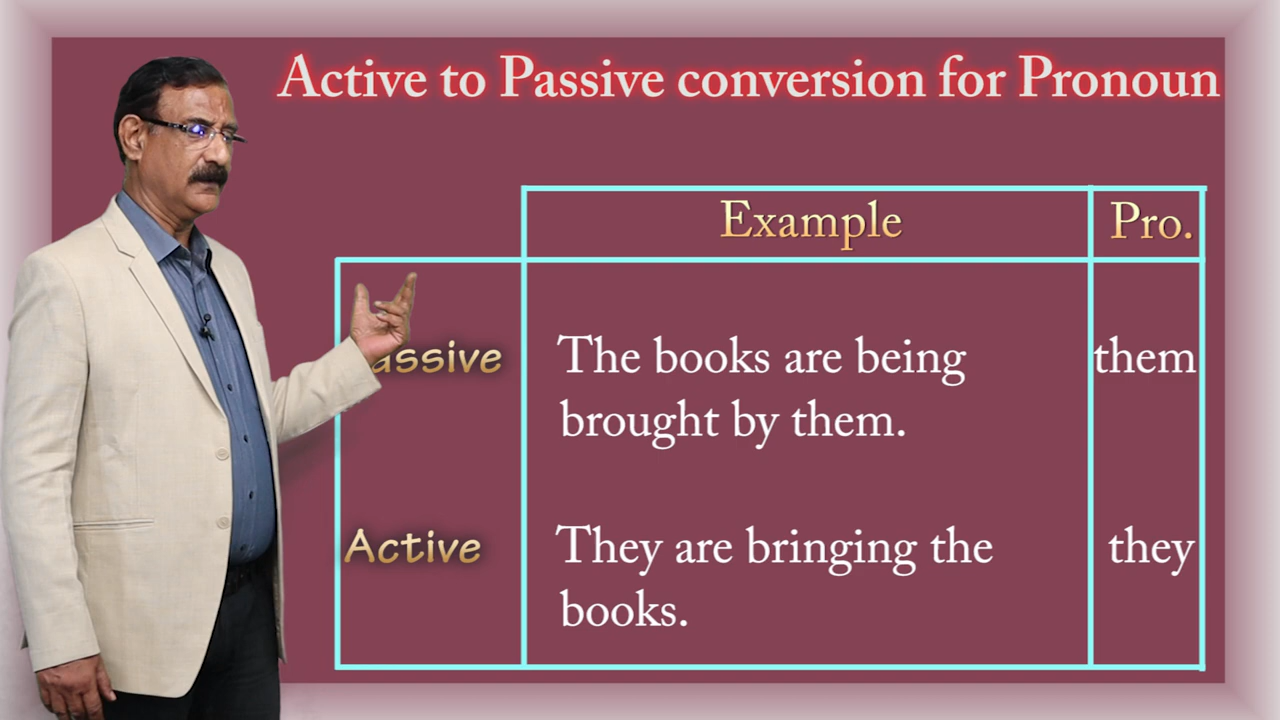 Active to Passive conversion for Pronoun
Example Pro.
assive The books are being them
brought by them.
Active They are bringing the they
books.